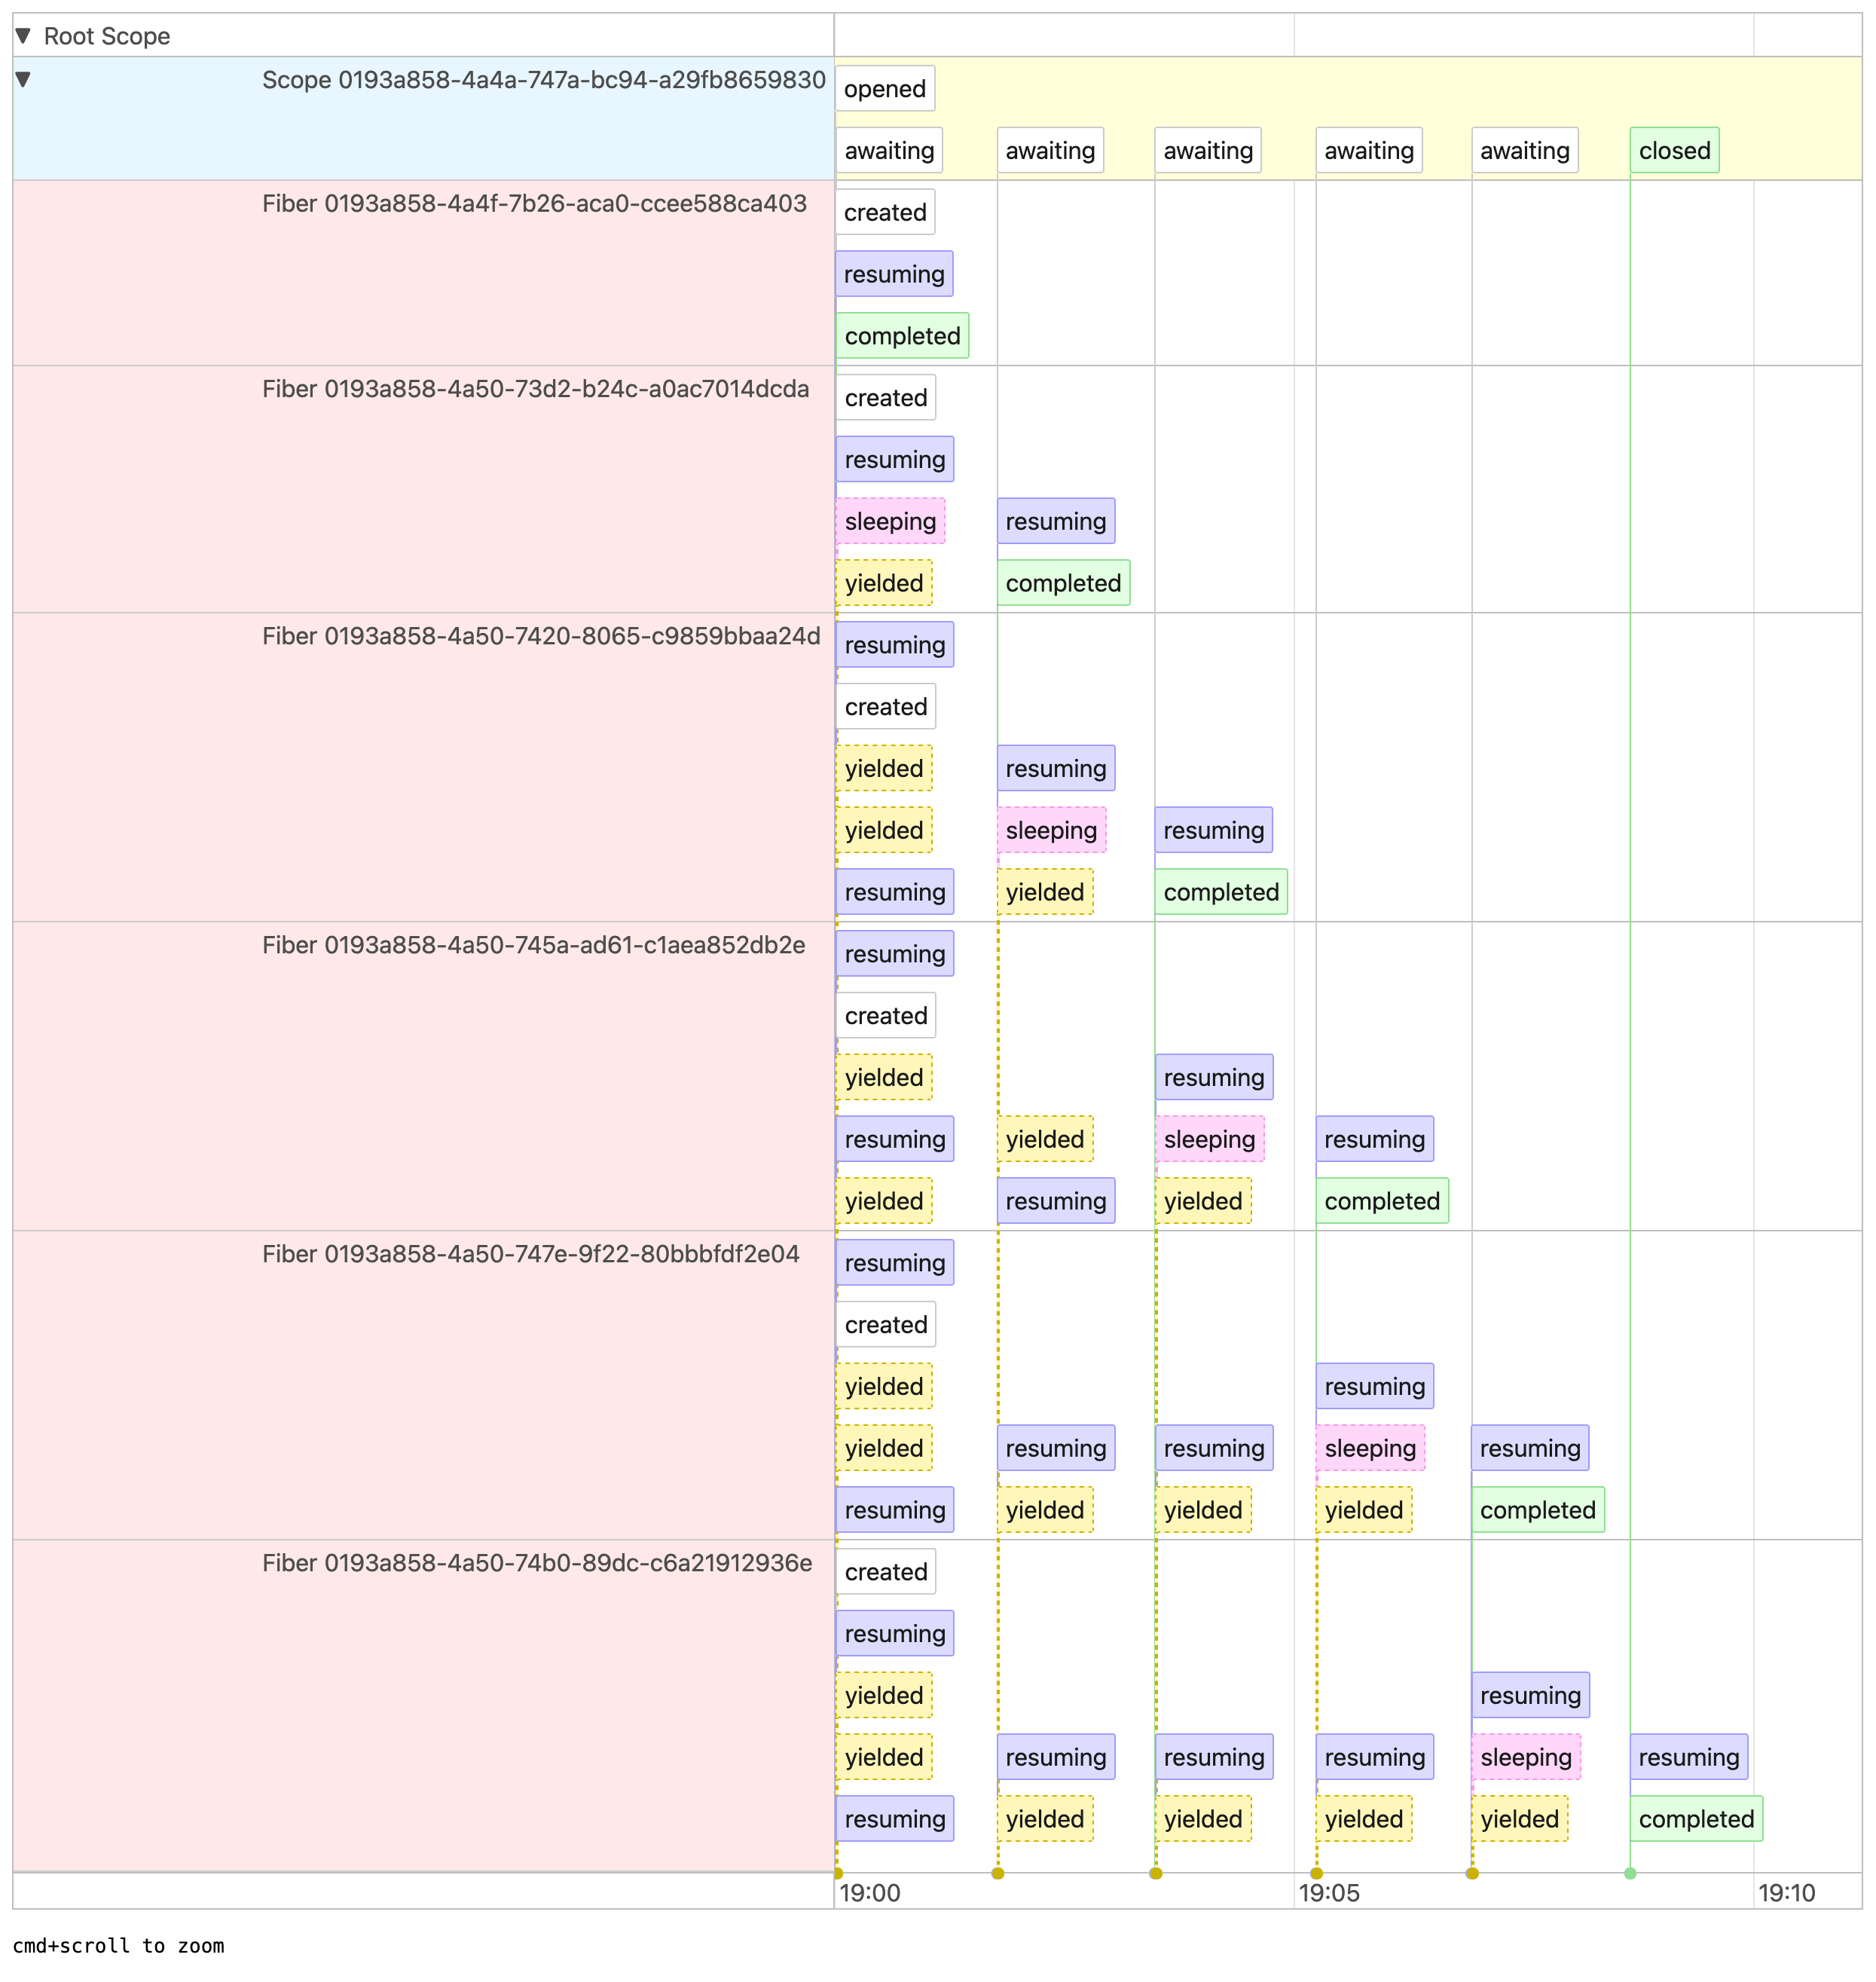 ▼ Root Scope
▼ Scope 0193a858-4a4a-747a-bc94-a29fb8659830
opened
awaiting awaiting awaiting awaiting awaiting closed
Fiber 0193a858-4a4f-7b26-aca0-ccee588ca403
created
resuming
completed
Fiber 0193a858-4a50-73d2-b24c-a0ac7014dcda
created
resuming
sleeping resuming
yielded completed
Fiber 0193a858-4a50-7420-8065-c9859bbaa24d
resuming
created
yielded resuming
yielded sleeping resuming
resuming yielded completed
Fiber 0193a858-4a50-745a-ad61-c1aea852db2e
resuming
created
yielded resuming
resuming yielded sleeping resuming
yielded resuming yielded completed
Fiber 0193a858-4a50-747e-9f22-80bbbfdf2e04
resuming
created
yielded resuming
yielded resuming resuming sleeping resuming
resuming yielded yielded yielded completed
Fiber 0193a858-4a50-74b0-89dc-c6a21912936e
created
resuming
yielded resuming
yielded resuming resuming resuming sleeping resuming
resuming yielded yielded yielded yielded completed
19:00 19:05 19:10
cmd+scroll to zoom